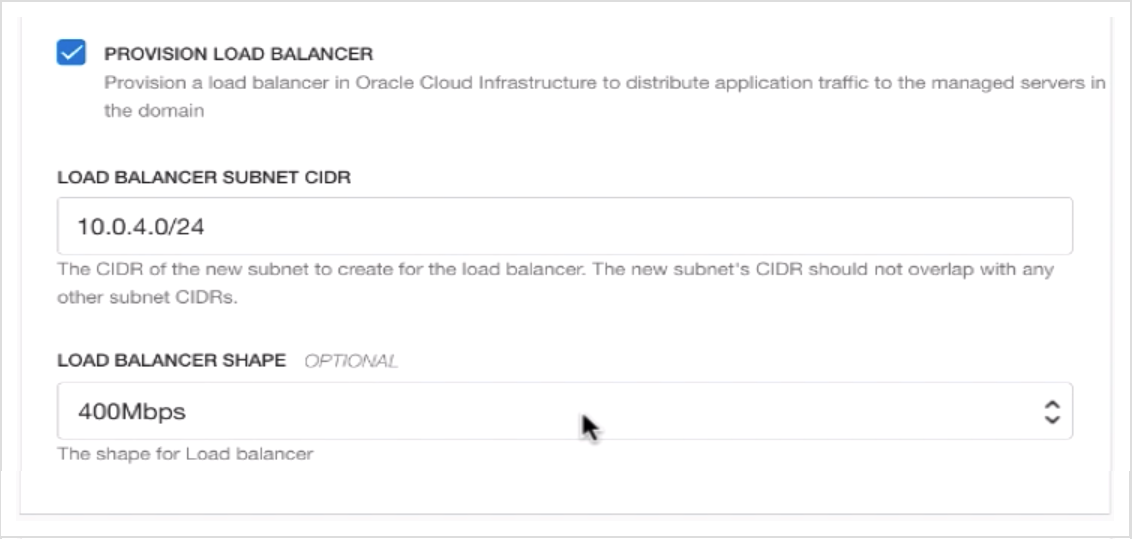 PROVISION LOAD BALANCER
Provision a load balancer in Oracle Cloud Infrastructure to distribute application traffic to the managed servers in
the domain
LOAD BALANCER SUBNET CIDR
10.0.4.0/24
The CIDR of the new subnet to create for the load balancer. The new subnet's CIDR should not overlap with any
other subnet CIDRs.
LOAD BALANCER SHAPE OPTIONAL
400Mbps
The shape for Load balancer